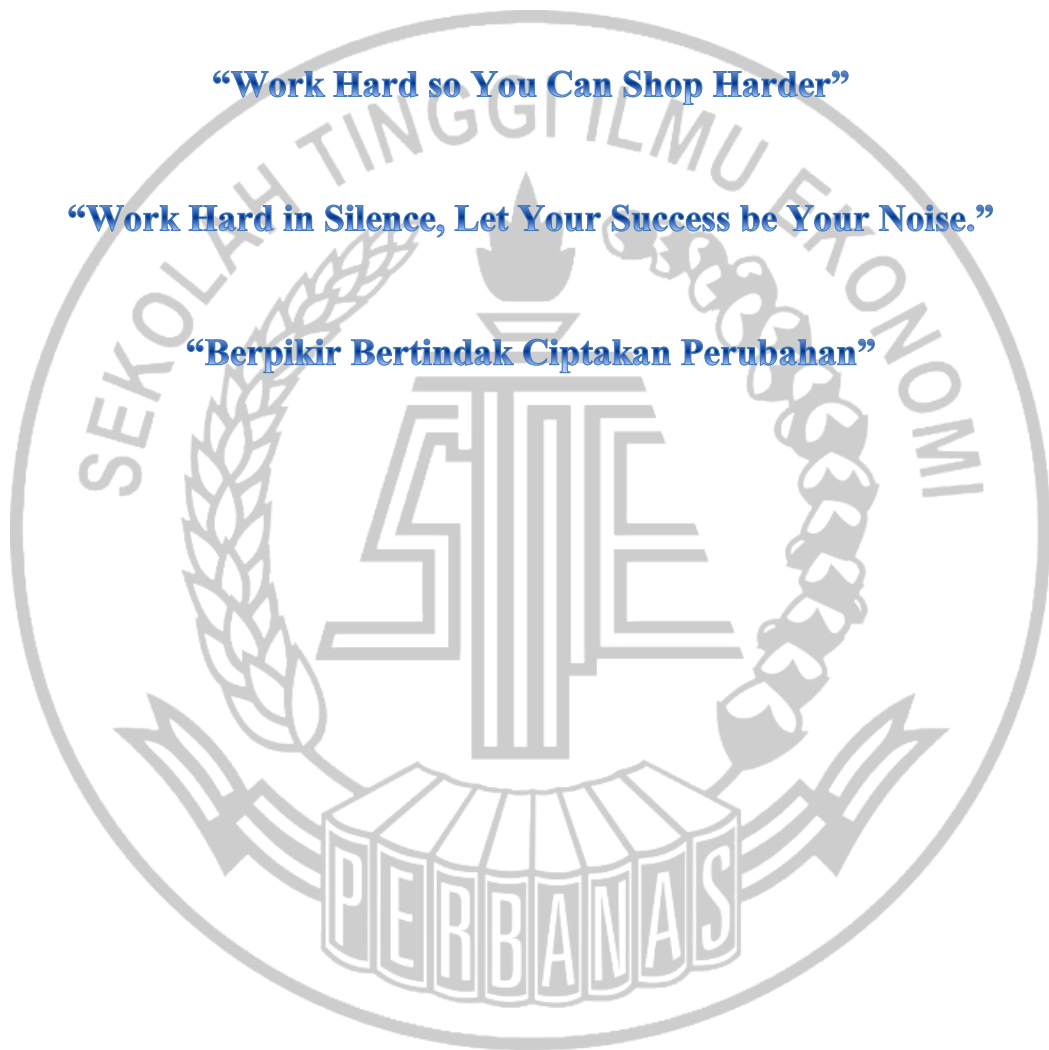 “Work Hard so You Can Shop Harder”
“Work Hard in Silence, Let Your Success be Your Noise.”
“Berpikir Bertindak Ciptakan Perubahan”
SEKOLAH TINGGI ILMU EKONOMI
STIE
PERBANAS